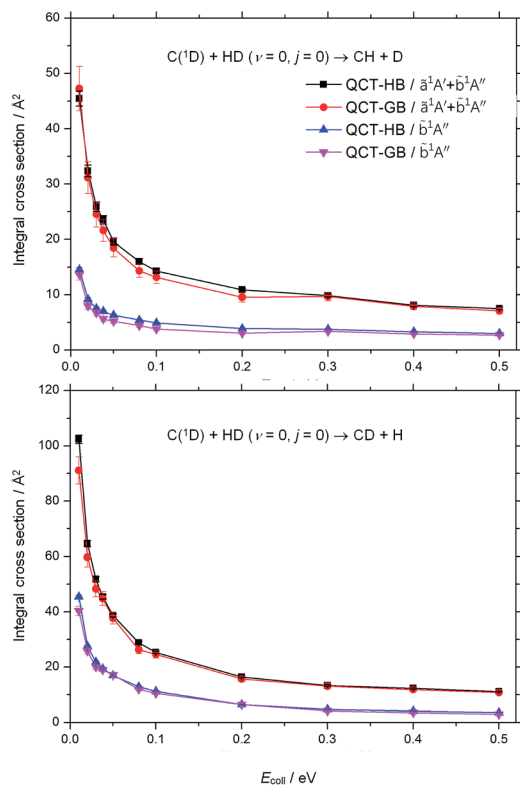 60
C(¹D) + HD (ν = 0, j = 0) → CH + D
50
QCT-HB / ã¹A′+b̃¹A″
QCT-GB / ã¹A′+b̃¹A″
40
QCT-HB / b̃¹A″
QCT-GB / b̃¹A″
30
Integral cross section / Å²
20
10
0
0.0 0.1 0.2 0.3 0.4 0.5
120
C(¹D) + HD (ν = 0, j = 0) → CD + H
100
80
60
Integral cross section / Å²
40
20
0
0.0 0.1 0.2 0.3 0.4 0.5
E_coll / eV